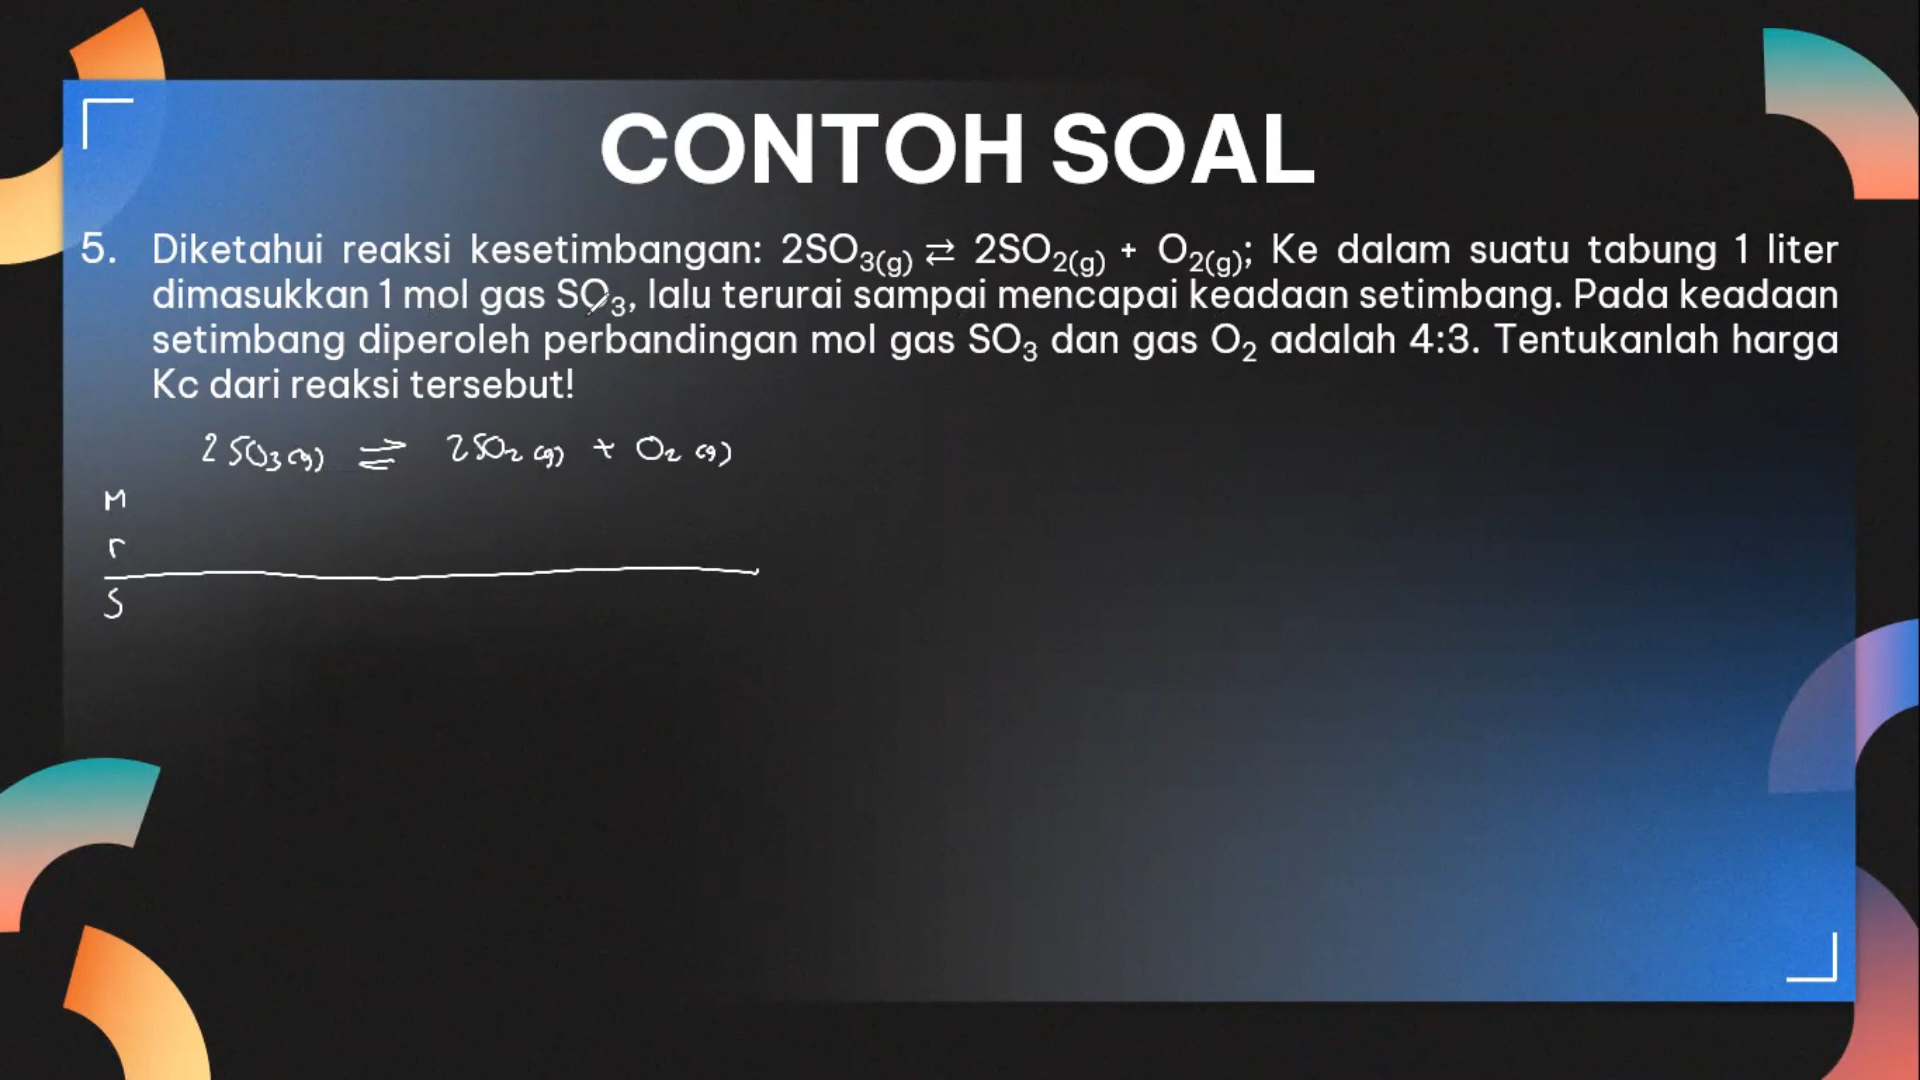 CONTOH SOAL
5. Diketahui reaksi kesetimbangan: 2SO₃(g) ⇄ 2SO₂(g) + O₂(g); Ke dalam suatu tabung 1 liter
dimasukkan 1 mol gas SO₃, lalu terurai sampai mencapai keadaan setimbang. Pada keadaan
setimbang diperoleh perbandingan mol gas SO₃ dan gas O₂ adalah 4:3. Tentukanlah harga
Kc dari reaksi tersebut!
2 SO₃ (g) ⇌ 2SO₂ (g) + O₂ (g)
M
r
S